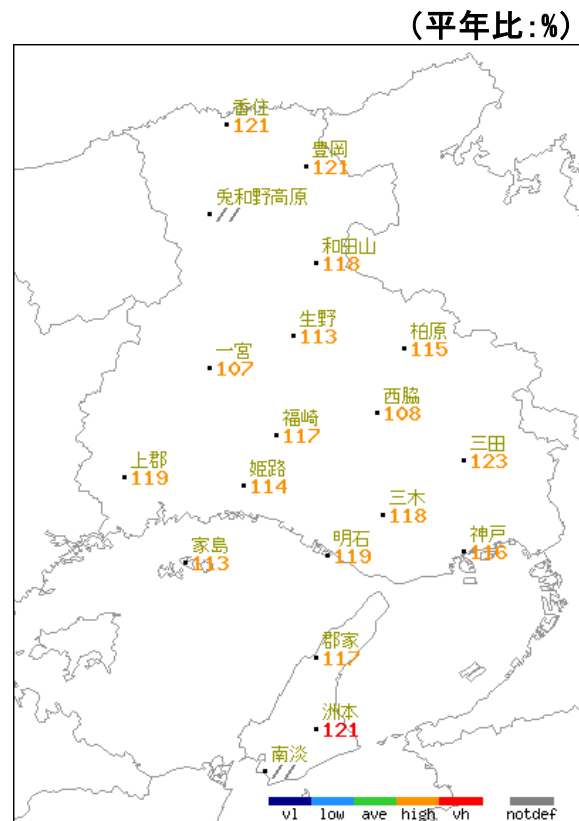 (平年比:%)
香住
121
豊岡
121
兎和野高原
//
和田山
118
生野
113
柏原
115
一宮
107
西脇
108
福崎
117
三田
123
上郡
119
姫路
114
三木
118
家島
113
明石
119
神戸
116
郡家
117
洲本
121
南淡
//
vl low ave high vh notdef